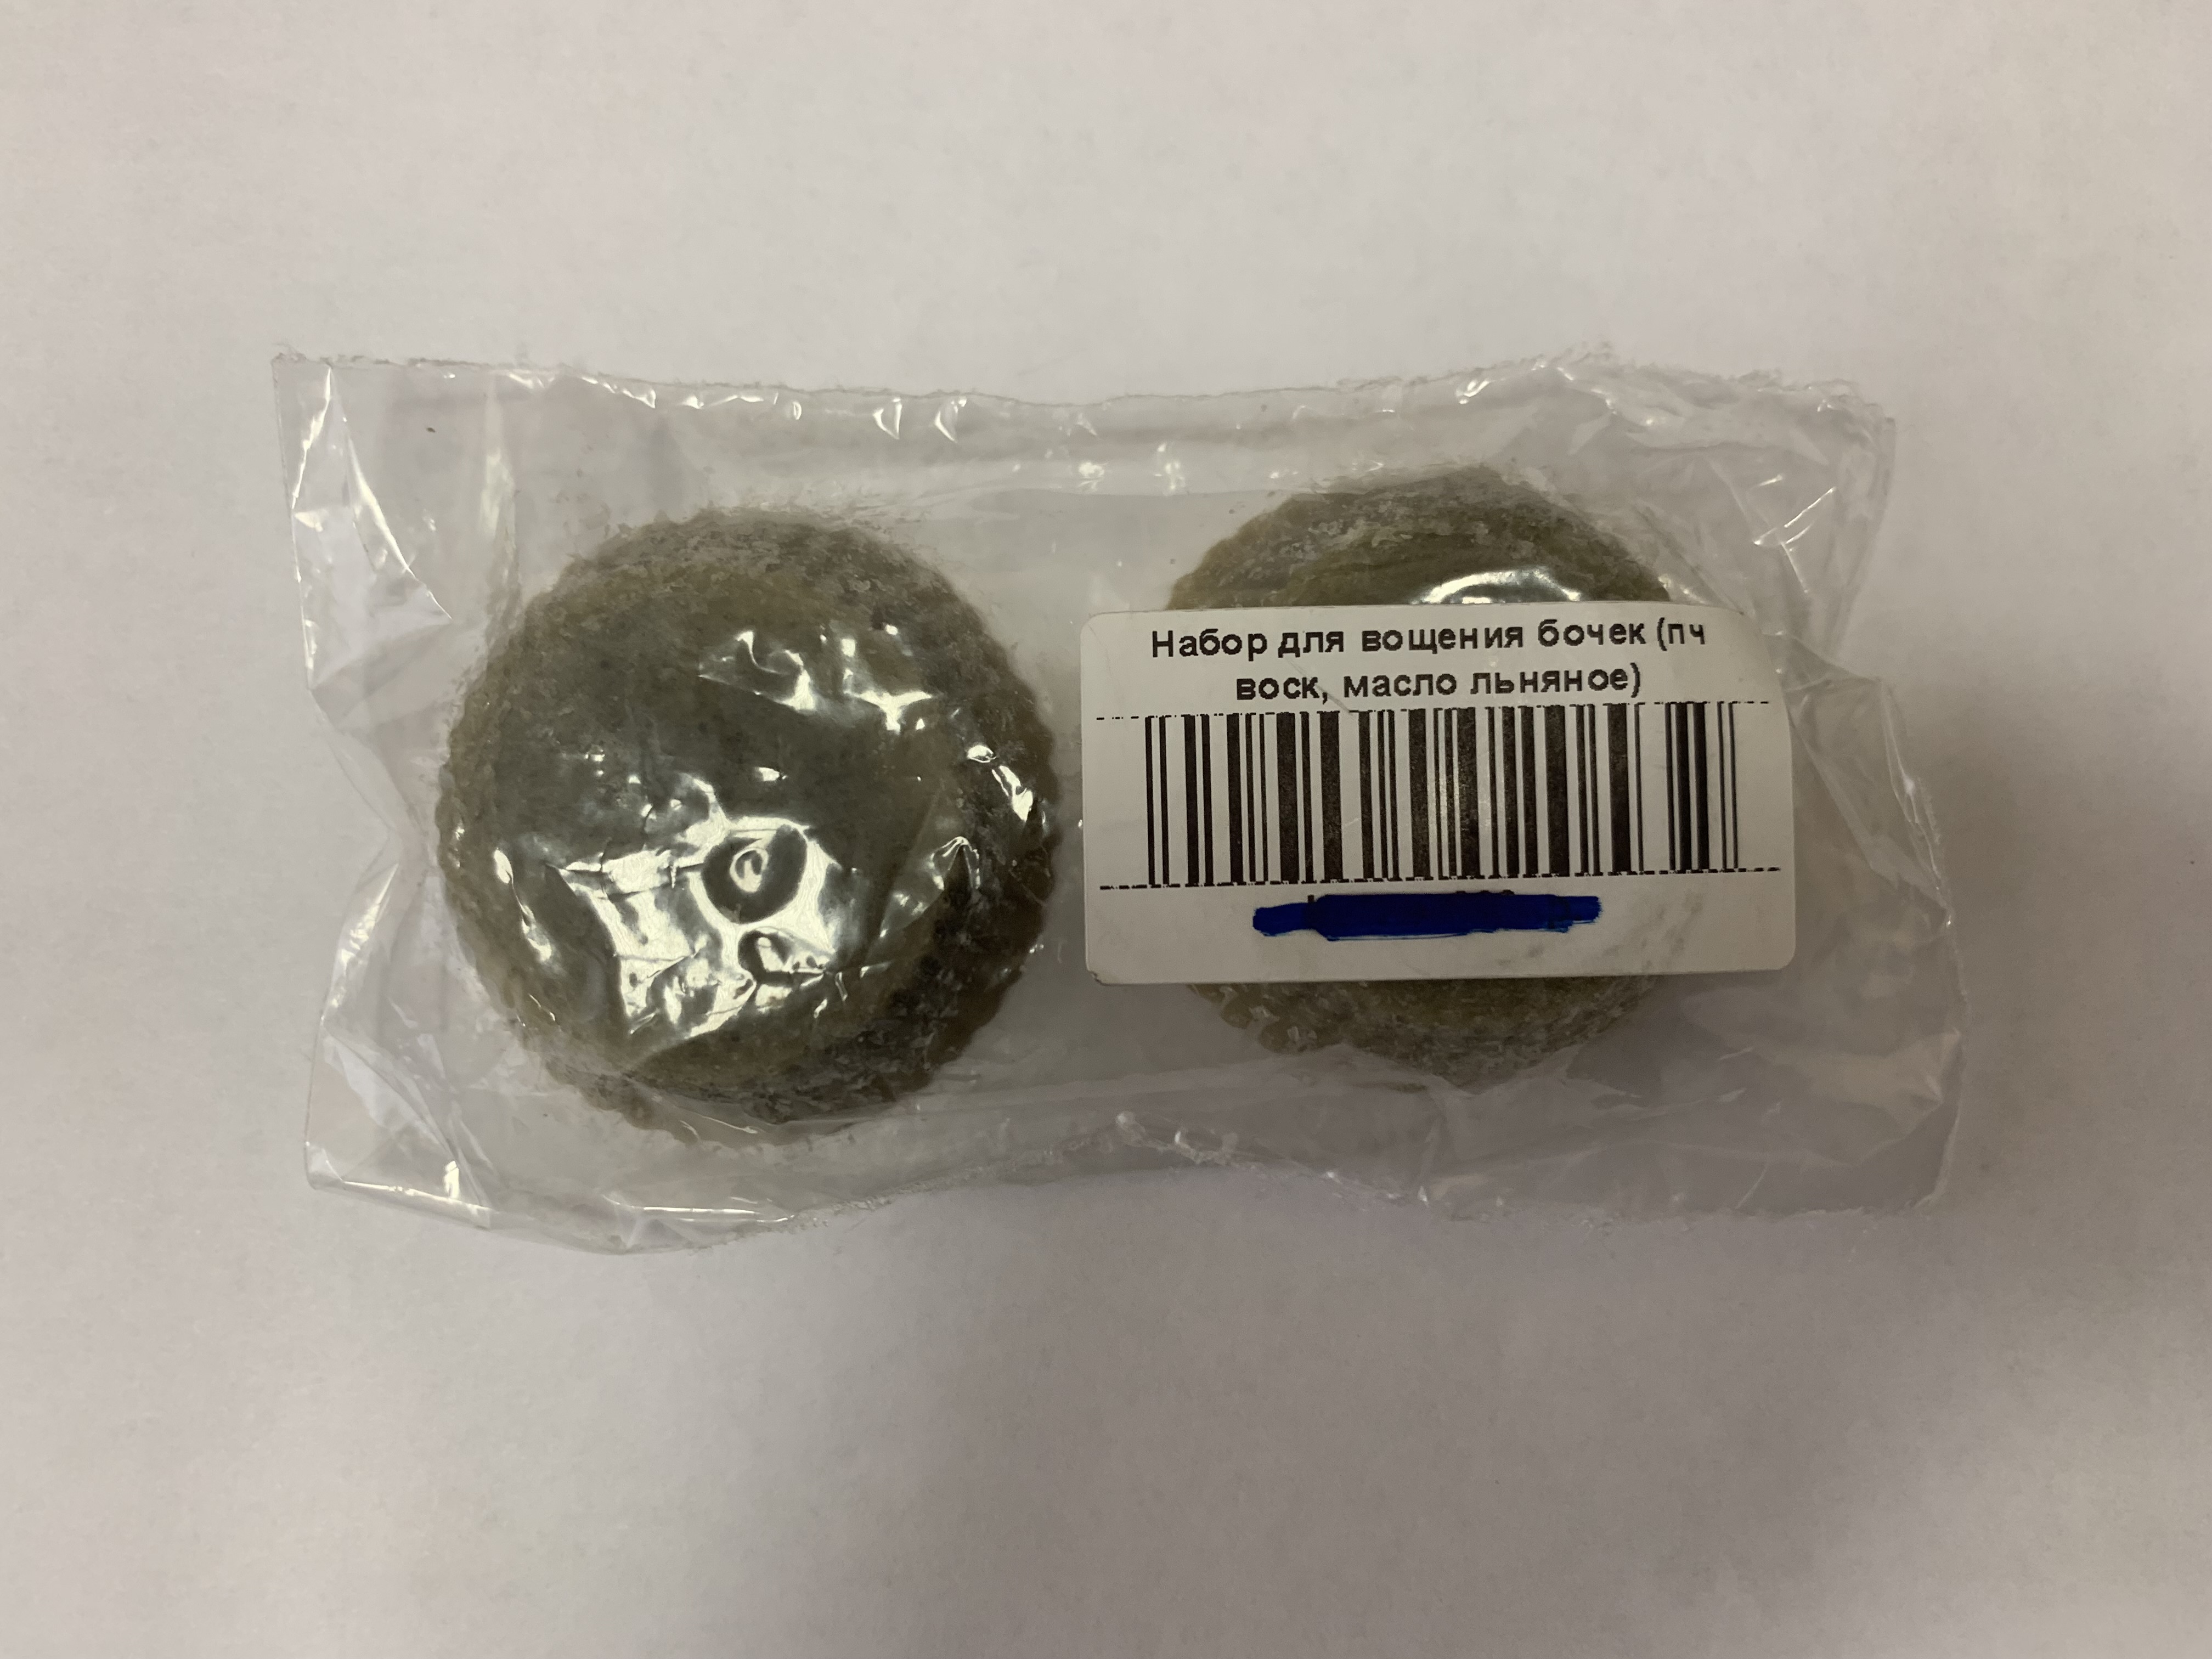 Набор для вощения бочек (пч
воск, масло льняное)